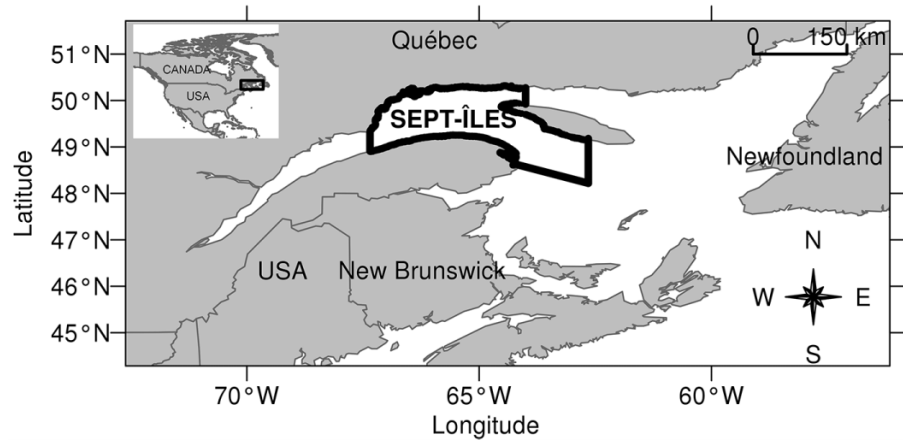 51°N
50°N
49°N
48°N
47°N
46°N
45°N
Latitude
CANADA
USA
Québec
0 150 km
SEPT-ÎLES
Newfoundland
USA
New Brunswick
N
W E
S
70°W 65°W 60°W
Longitude